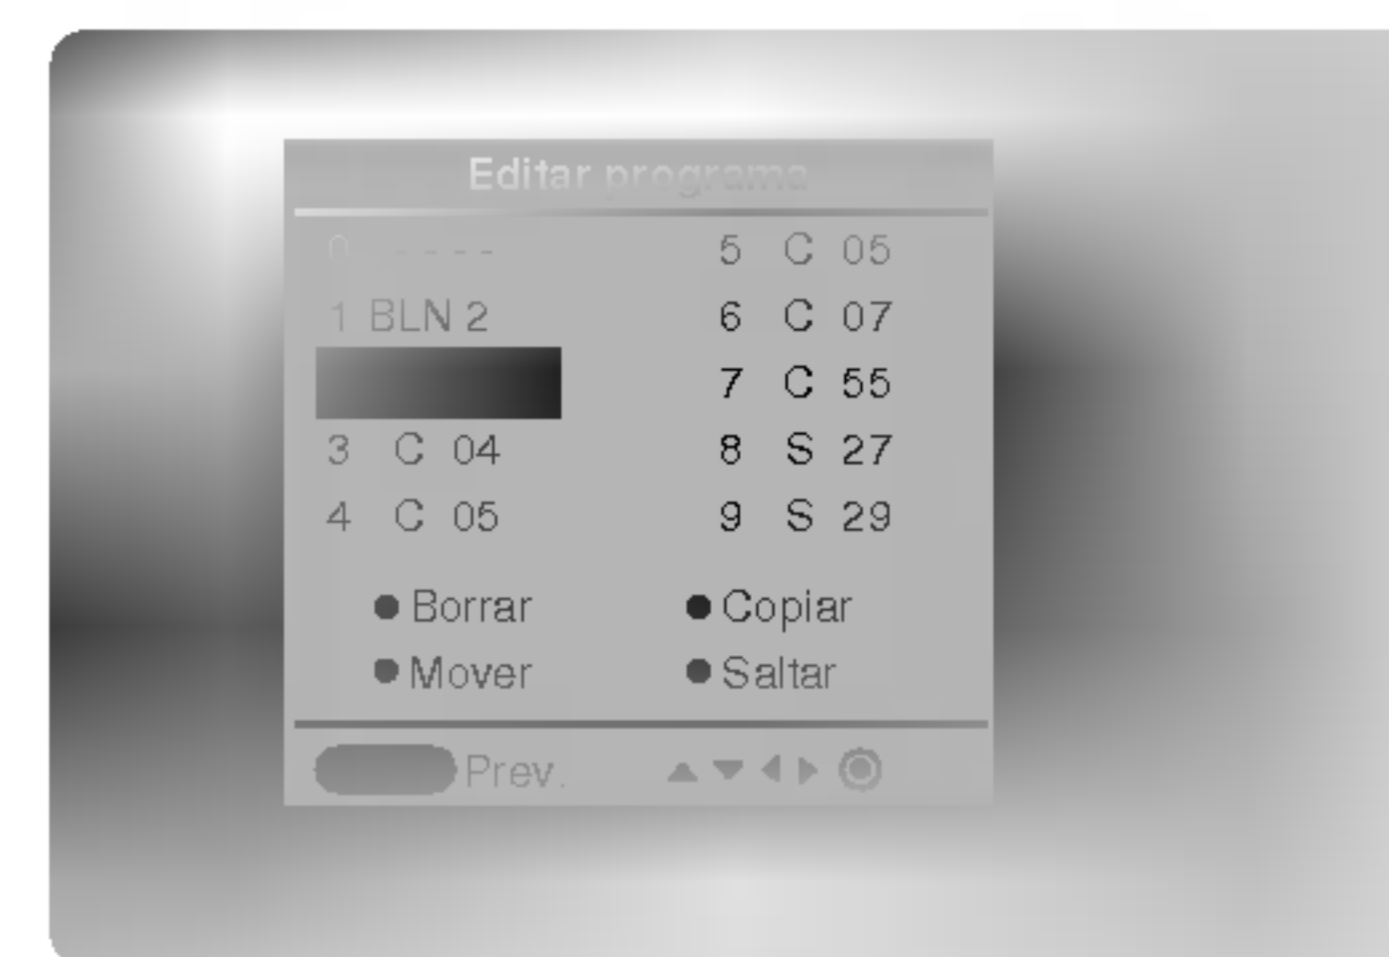 Editar programa
0 - - - -
1 BLN 2
3 C 04
4 C 05
5 C 05
6 C 07
7 C 55
8 S 27
9 S 29
Borrar
Copiar
Mover
Saltar
Prev.